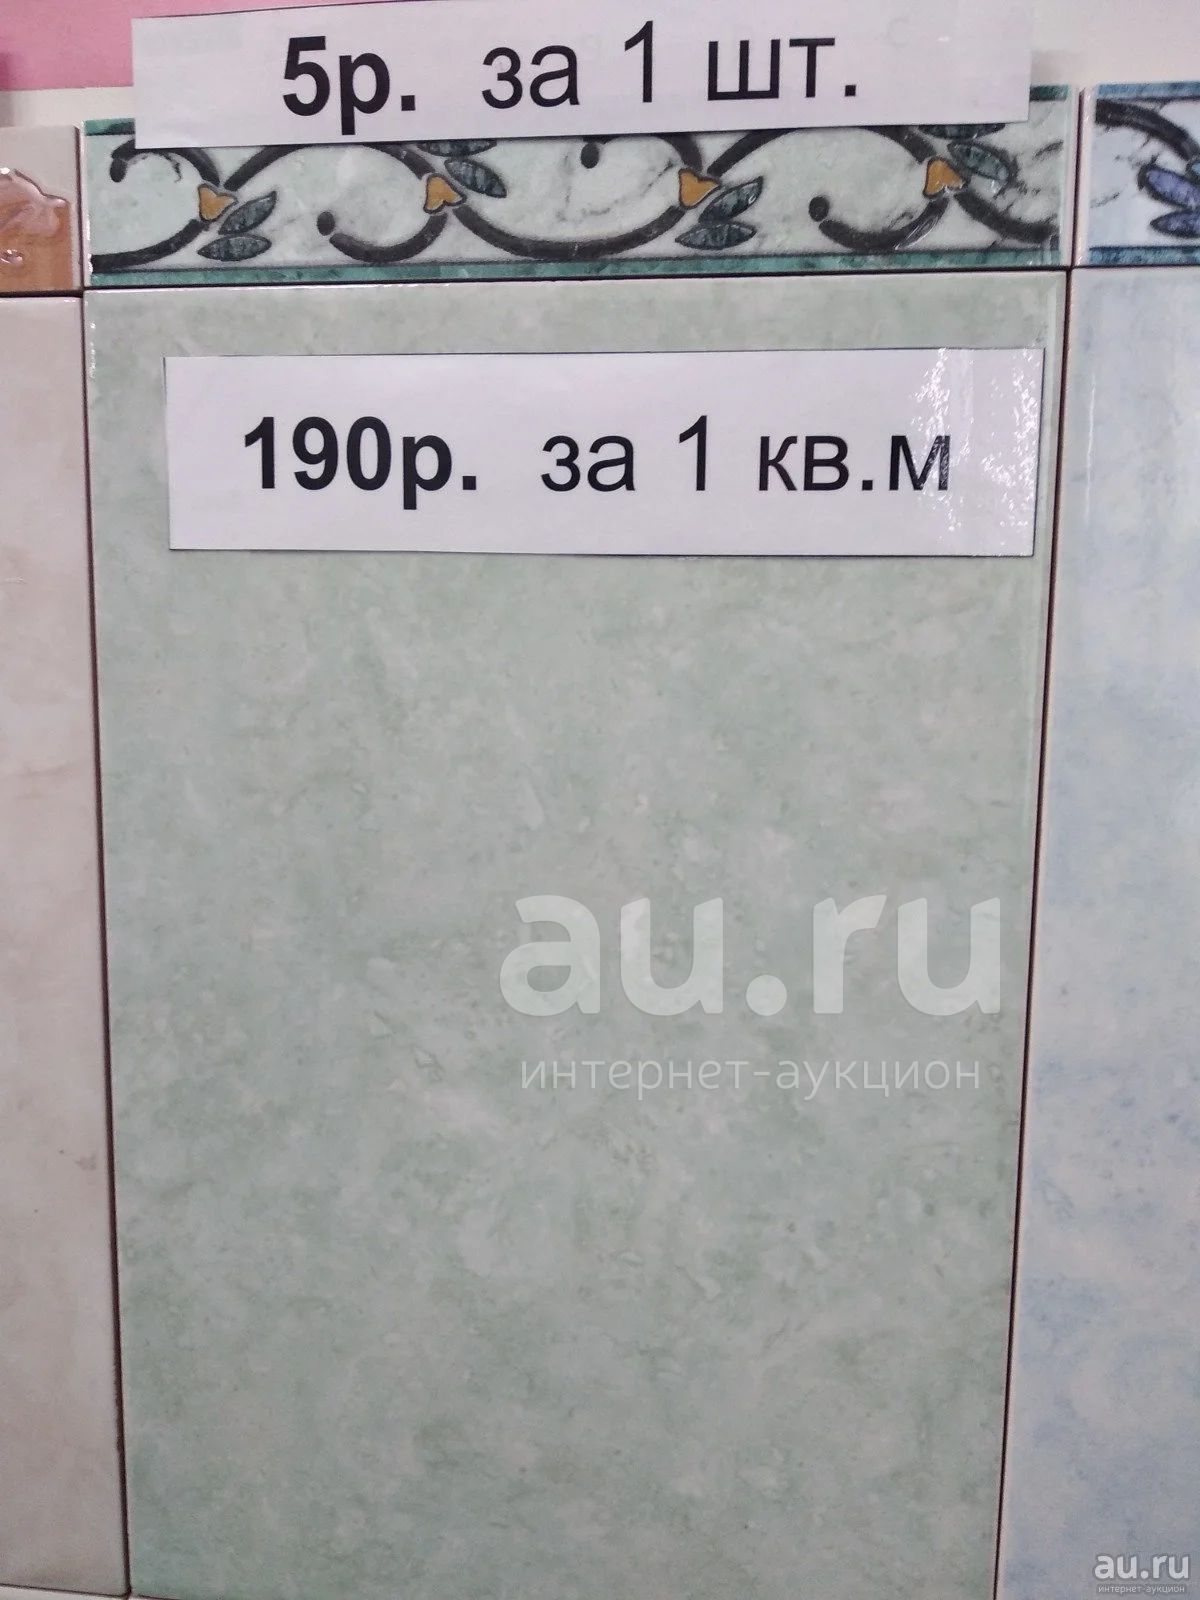 5р. за 1 шт.
190р. за 1 кв.м
au.ru
интернет-аукцион
au.ru
интернет-аукцион